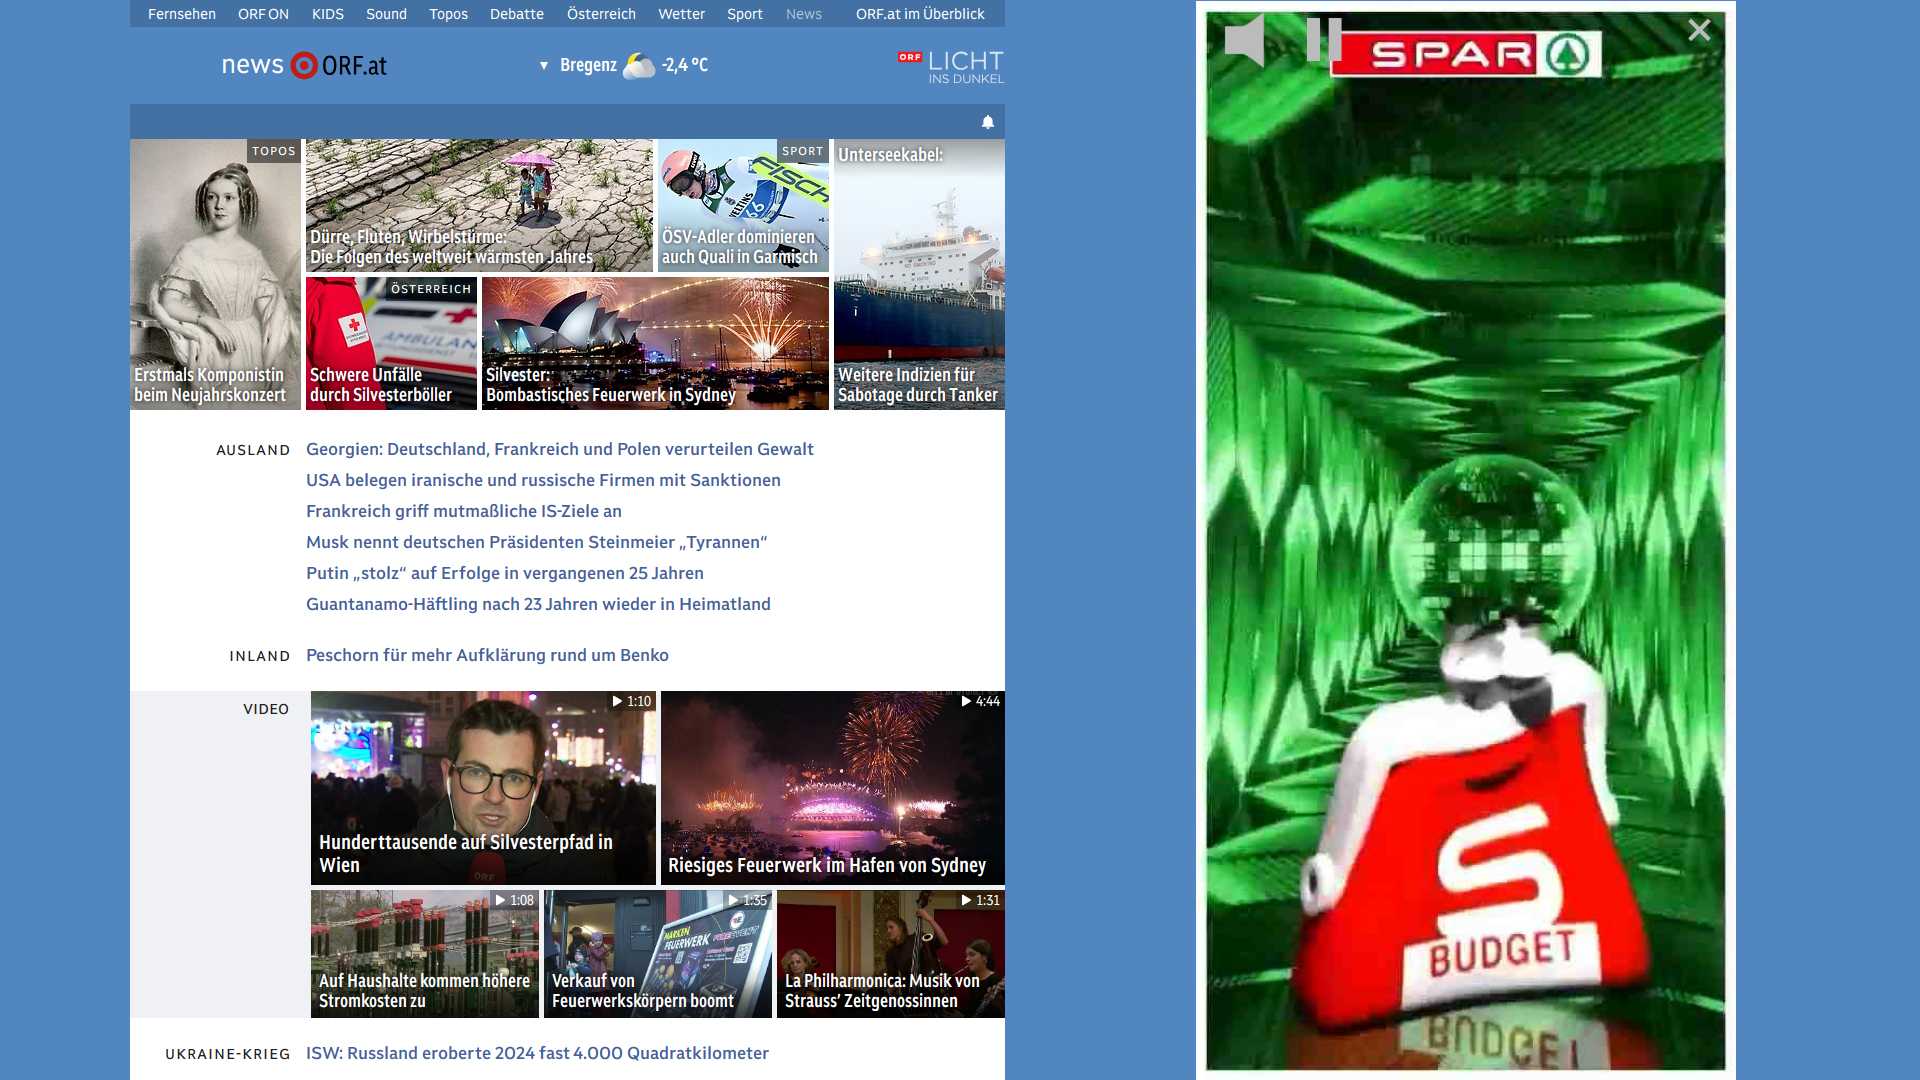 Fernsehen ORF ON KIDS Sound Topos Debatte Österreich Wetter Sport News ORF.at im Überblick
news ORF.at
Bregenz -2,4 °C
ORF LICHT
INS DUNKEL
TOPOS
Erstmals Komponistin
beim Neujahrskonzert
Dürre, Fluten, Wirbelstürme:
Die Folgen des weltweit wärmsten Jahres
SPORT
FISCH
VELTINS
66
ÖSV-Adler dominieren
auch Quali in Garmisch
Unterseekabel:
Weitere Indizien für
Sabotage durch Tanker
ÖSTERREICH
AMBULAN
Schwere Unfälle
durch Silvesterböller
Silvester:
Bombastisches Feuerwerk in Sydney
AUSLAND
Georgien: Deutschland, Frankreich und Polen verurteilen Gewalt
USA belegen iranische und russische Firmen mit Sanktionen
Frankreich griff mutmaßliche IS-Ziele an
Musk nennt deutschen Präsidenten Steinmeier „Tyrannen“
Putin „stolz“ auf Erfolge in vergangenen 25 Jahren
Guantanamo-Häftling nach 23 Jahren wieder in Heimatland
INLAND
Peschorn für mehr Aufklärung rund um Benko
VIDEO
1:10
Hunderttausende auf Silvesterpfad in
Wien
ORF
4:44
Riesiges Feuerwerk im Hafen von Sydney
1:08
Auf Haushalte kommen höhere
Stromkosten zu
1:35
MARKEN
FEUERWERK
Verkauf von
Feuerwerkskörpern boomt
1:31
La Philharmonica: Musik von
Strauss’ Zeitgenossinnen
UKRAINE-KRIEG
ISW: Russland eroberte 2024 fast 4.000 Quadratkilometer
SPAR
S
BUDGET